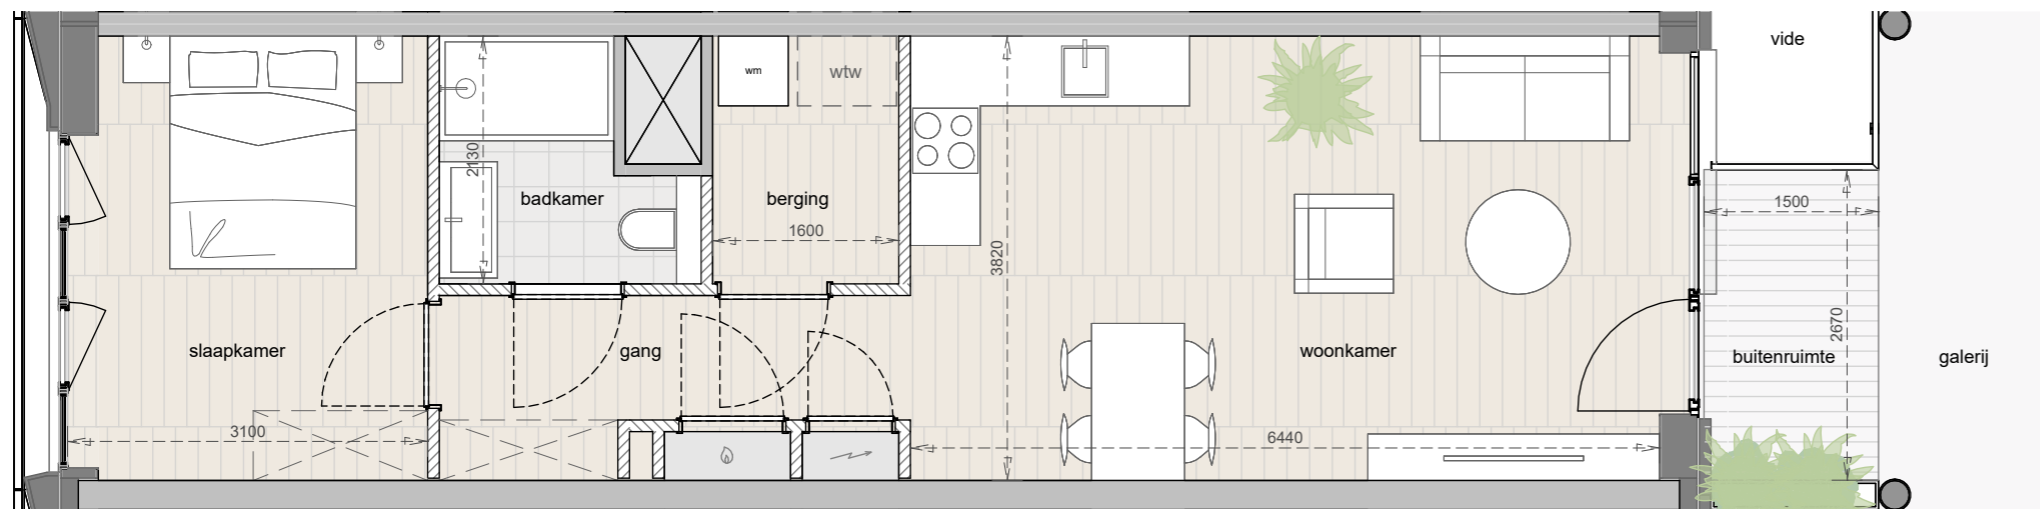 vide
wm
wtw
2130
badkamer
berging
1600
1500
3820
2670
slaapkamer
gang
woonkamer
buitenruimte
galerij
3100
6440